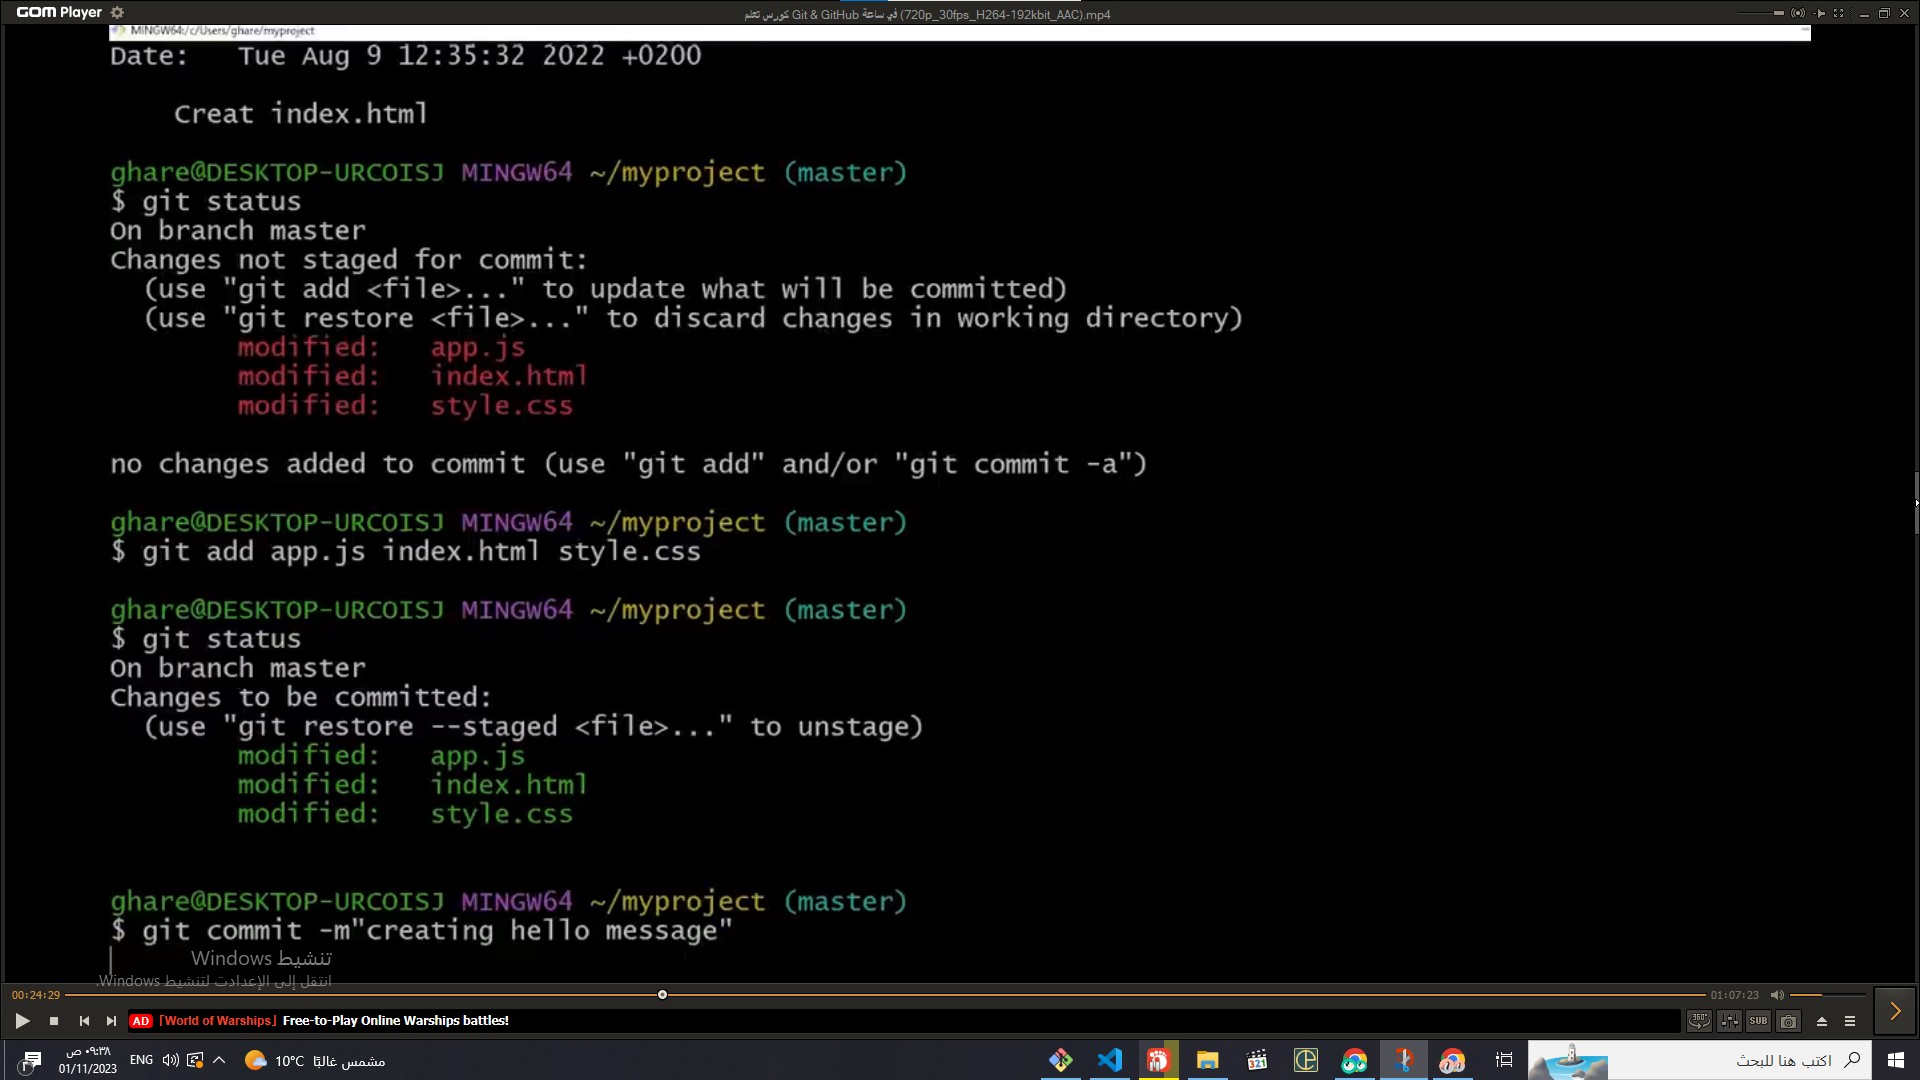 GOM Player
كورس تتعلم Git & GitHub في ساعة (720p_30fps_H264-192kbit_AAC).mp4
MINGW64:/c/Users/ghare/myproject
Date:   Tue Aug 9 12:35:32 2022 +0200
Creat index.html
ghare@DESKTOP-URCOISJ MINGW64 ~/myproject (master)
$ git status
On branch master
Changes not staged for commit:
(use "git add <file>..." to update what will be committed)
(use "git restore <file>..." to discard changes in working directory)
modified:   app.js
modified:   index.html
modified:   style.css
no changes added to commit (use "git add" and/or "git commit -a")
ghare@DESKTOP-URCOISJ MINGW64 ~/myproject (master)
$ git add app.js index.html style.css
ghare@DESKTOP-URCOISJ MINGW64 ~/myproject (master)
$ git status
On branch master
Changes to be committed:
(use "git restore --staged <file>..." to unstage)
modified:   app.js
modified:   index.html
modified:   style.css
ghare@DESKTOP-URCOISJ MINGW64 ~/myproject (master)
$ git commit -m"creating hello message"
تنشيط Windows
انتقل إلى الإعدادات لتنشيط Windows.
00:24:29
01:07:23
AD [World of Warships] Free-to-Play Online Warships battles!
360°
SUB
٠٩:٣٨ ص
01/11/2023
ENG
10°C مشمس غالبًا
321
اكتب هنا للبحث